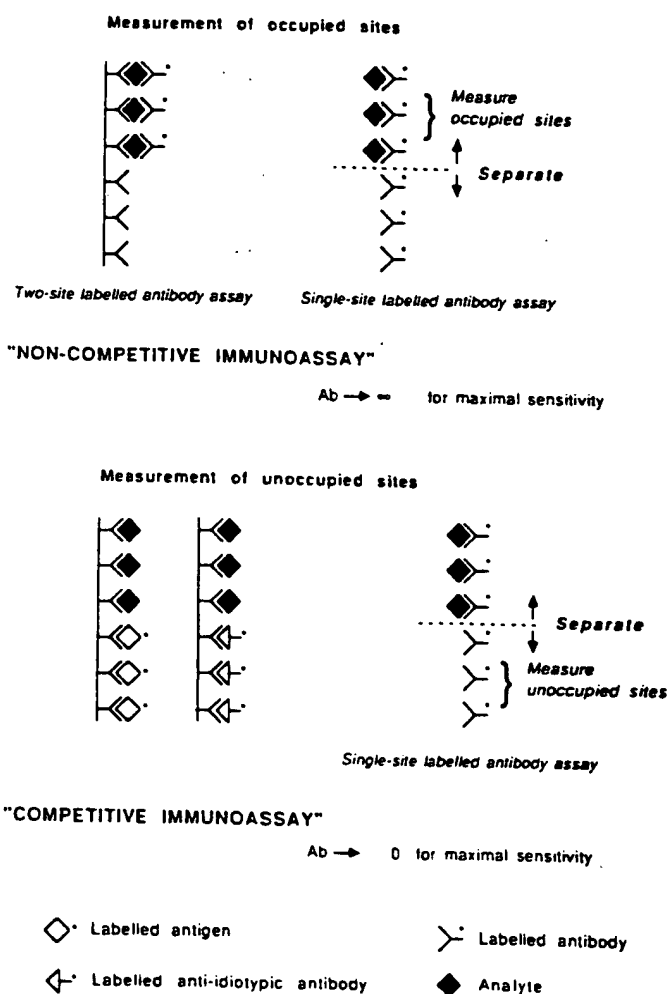 Measurement of occupied sites
Measure
occupied sites
Separate
Two-site labelled antibody assay
Single-site labelled antibody assay
"NON-COMPETITIVE IMMUNOASSAY"
Ab → ∞ for maximal sensitivity
Measurement of unoccupied sites
Separate
Measure
unoccupied sites
Single-site labelled antibody assay
"COMPETITIVE IMMUNOASSAY"
Ab → 0 for maximal sensitivity
Labelled antigen
Labelled antibody
Labelled anti-idiotypic antibody
Analyte